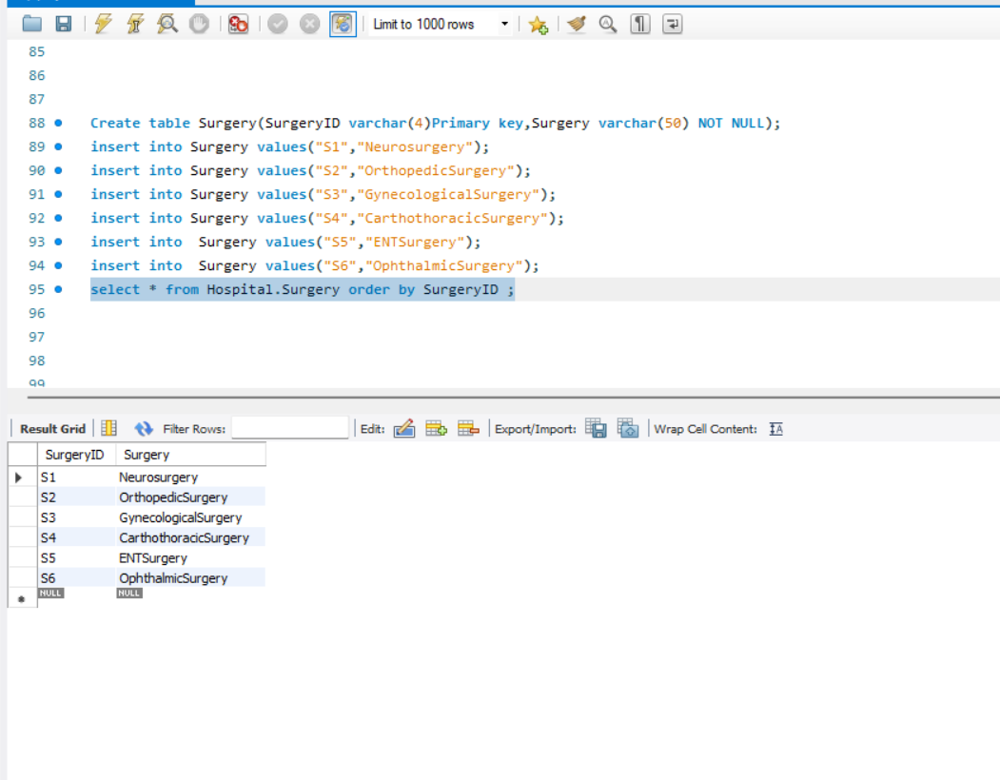 Limit to 1000 rows
85
86
87
88 Create table Surgery(SurgeryID varchar(4)Primary key,Surgery varchar(50) NOT NULL);
89 insert into Surgery values("S1","Neurosurgery");
90 insert into Surgery values("S2","OrthopedicSurgery");
91 insert into Surgery values("S3","GynecologicalSurgery");
92 insert into Surgery values("S4","CarthothoracicSurgery");
93 insert into  Surgery values("S5","ENTSurgery");
94 insert into  Surgery values("S6","OphthalmicSurgery");
95 select * from Hospital.Surgery order by SurgeryID ;
96
97
98
99
Result Grid Filter Rows: Edit: Export/Import: Wrap Cell Content: IA
SurgeryID Surgery
S1 Neurosurgery
S2 OrthopedicSurgery
S3 GynecologicalSurgery
S4 CarthothoracicSurgery
S5 ENTSurgery
S6 OphthalmicSurgery
NULL NULL